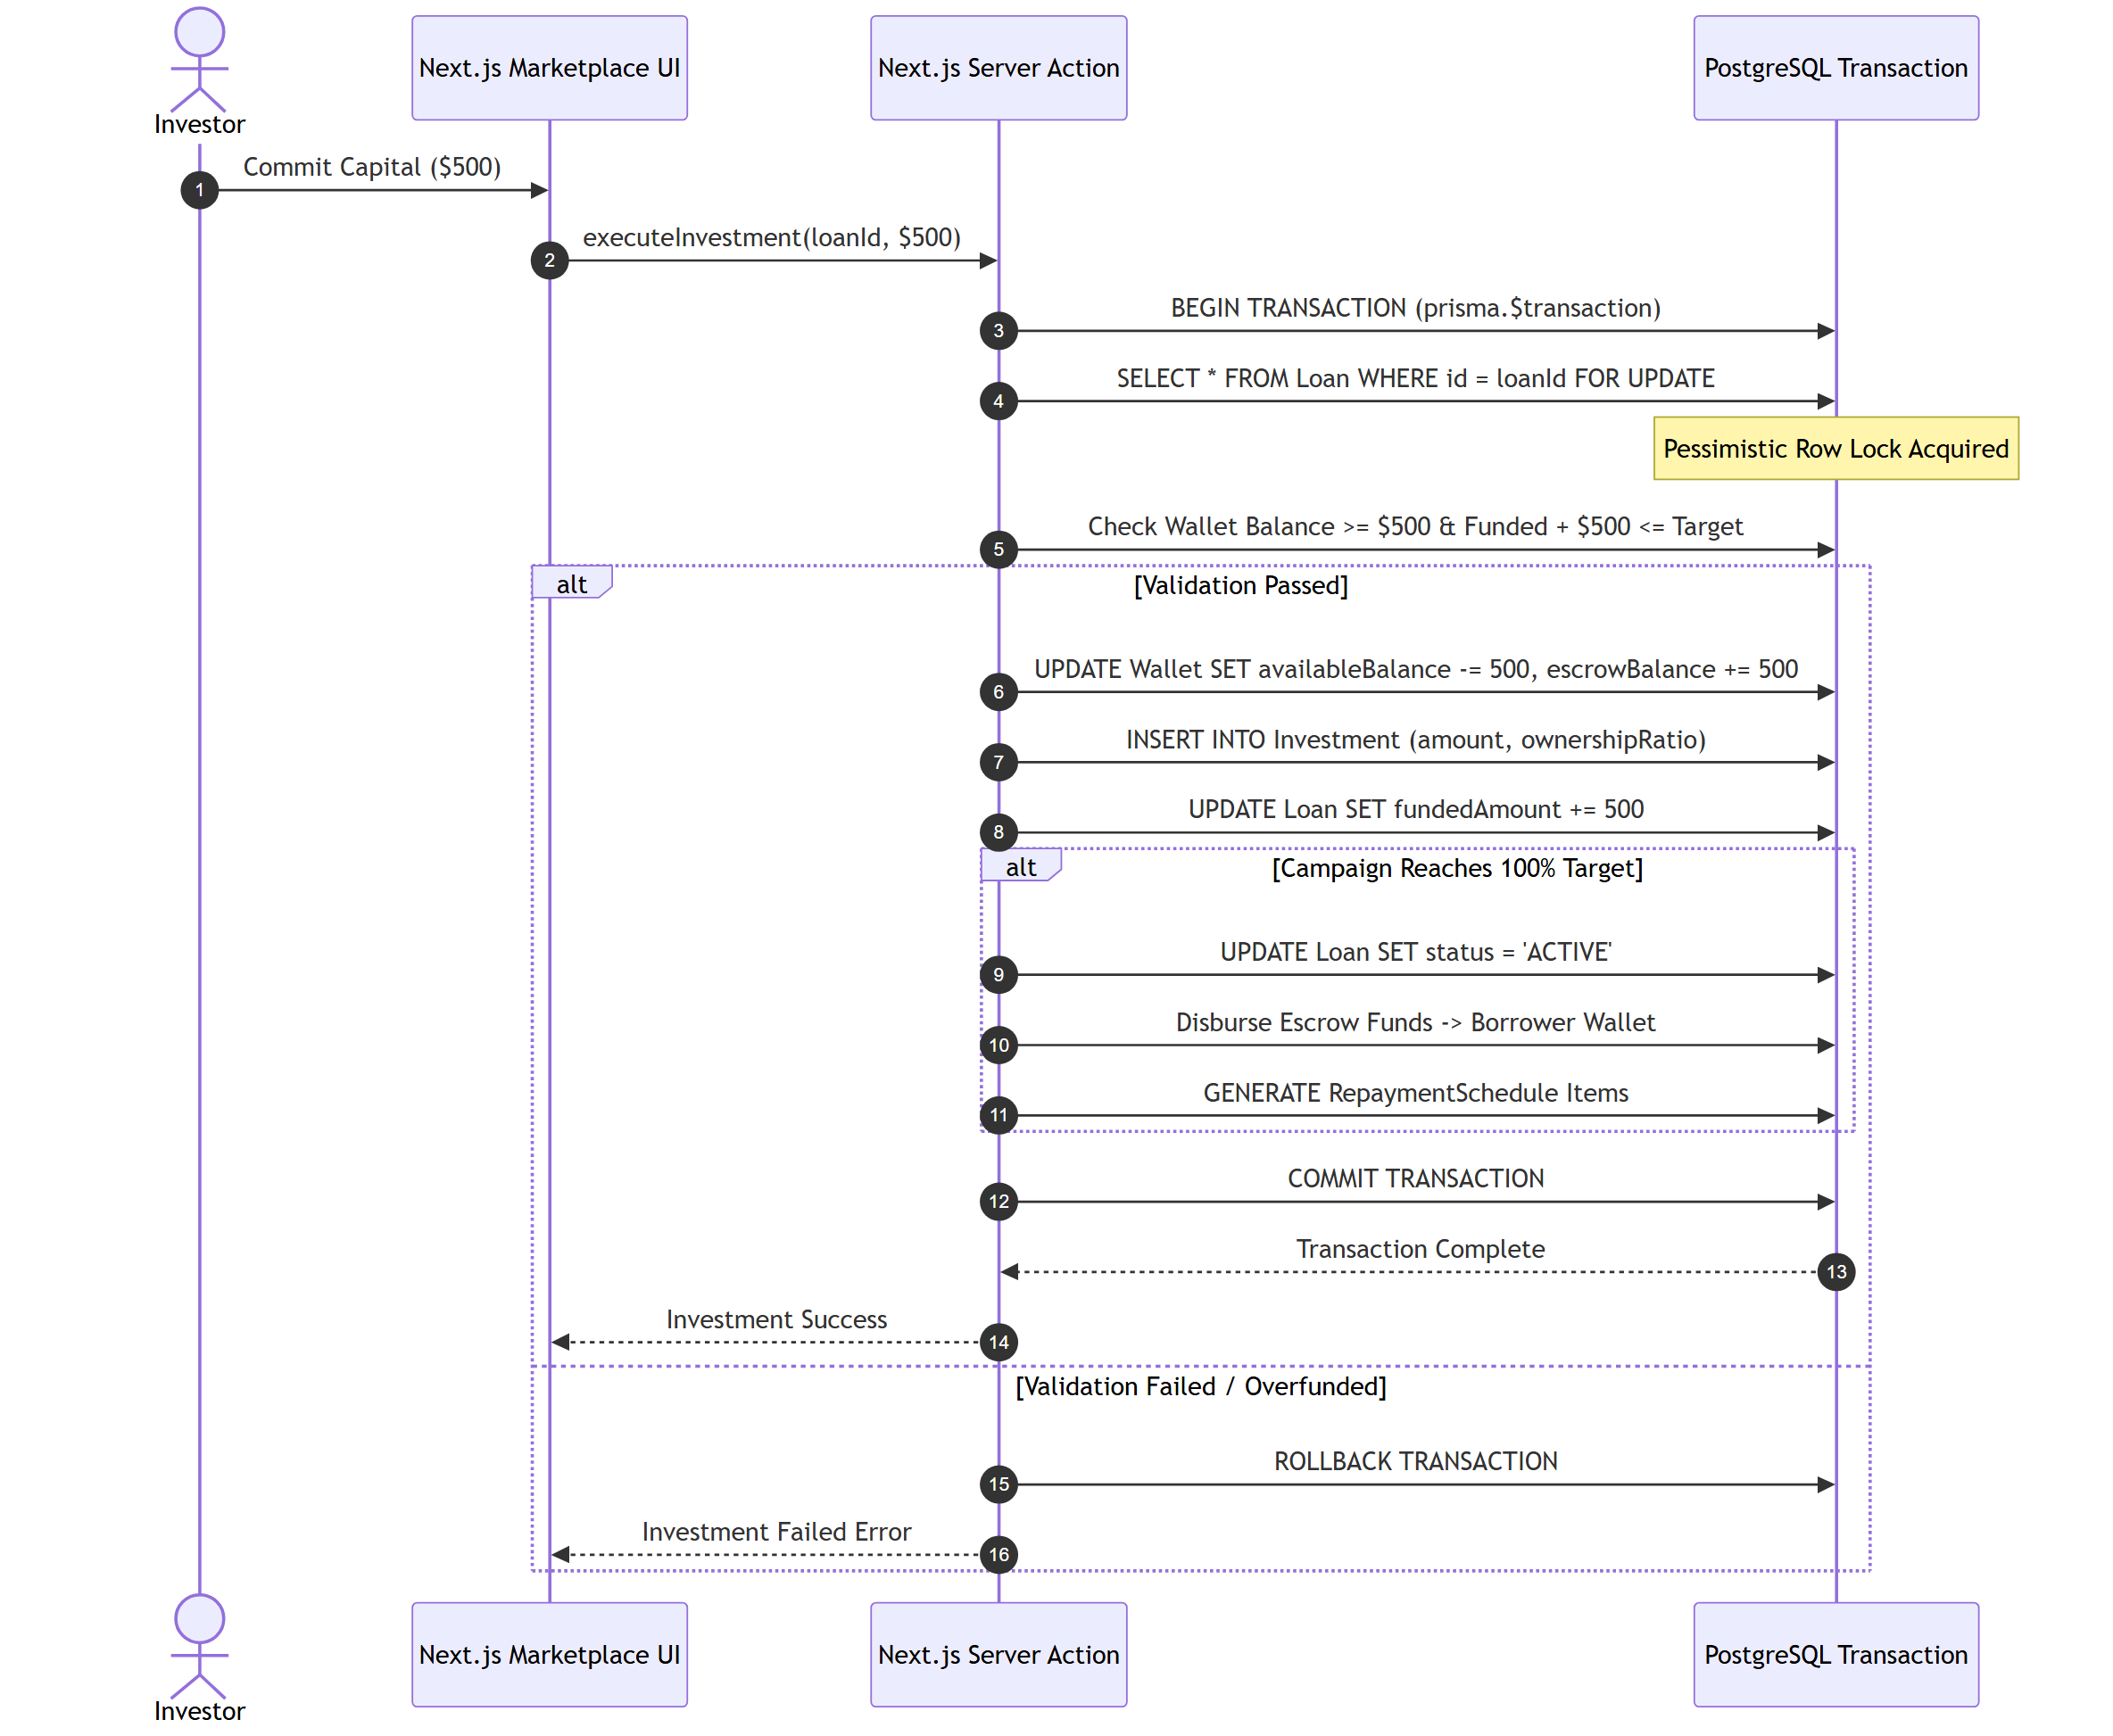 Investor
Next.js Marketplace UI
Next.js Server Action
PostgreSQL Transaction
1
Commit Capital ($500)
2
executeInvestment(loanId, $500)
3
BEGIN TRANSACTION (prisma.$transaction)
4
SELECT * FROM Loan WHERE id = loanId FOR UPDATE
Pessimistic Row Lock Acquired
5
Check Wallet Balance >= $500 & Funded + $500 <= Target
alt
[Validation Passed]
6
UPDATE Wallet SET availableBalance -= 500, escrowBalance += 500
7
INSERT INTO Investment (amount, ownershipRatio)
8
UPDATE Loan SET fundedAmount += 500
alt
[Campaign Reaches 100% Target]
9
UPDATE Loan SET status = 'ACTIVE'
10
Disburse Escrow Funds -> Borrower Wallet
11
GENERATE RepaymentSchedule Items
12
COMMIT TRANSACTION
Transaction Complete
13
Investment Success
14
[Validation Failed / Overfunded]
15
ROLLBACK TRANSACTION
Investment Failed Error
16
Investor
Next.js Marketplace UI
Next.js Server Action
PostgreSQL Transaction